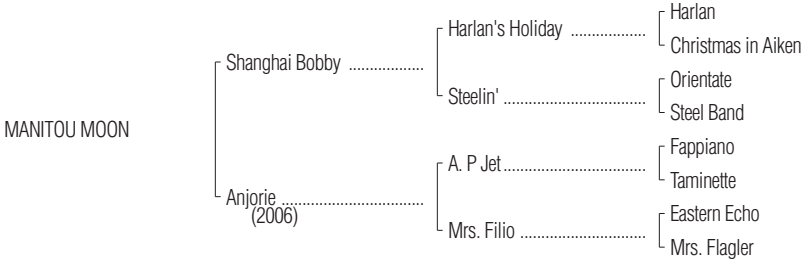 Harlan
Harlan's Holiday ..................
Christmas in Aiken
Shanghai Bobby ..................
Orientate
Steelin' ..................................
Steel Band
MANITOU MOON
Fappiano
A. P Jet..................................
Taminette
Anjorie ..................................
(2006)
Eastern Echo
Mrs. Filio ..............................
Mrs. Flagler